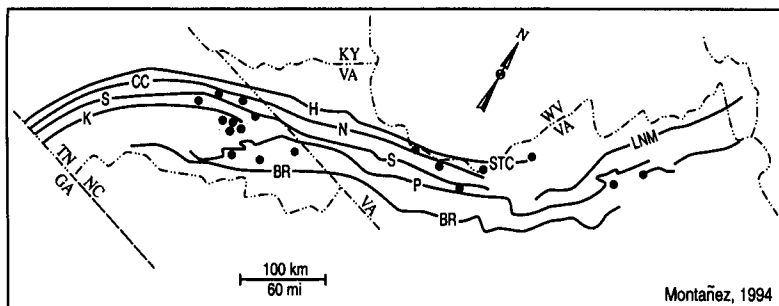 N
KY
VA
CC
S
K
H
N
WV
VA
STC
LNM
S
P
BR
BR
TN
NC
GA
VA
100 km
60 mi
Montañez, 1994